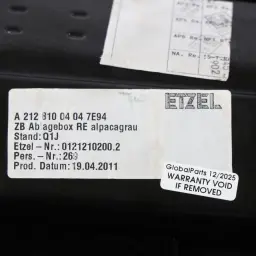 ETZEL
A 212 810 04 04 7E94
ZB Ablagebox RE alpacagrau
Stand: Q1J
Etzel - Nr.: 0121210200.2
Pers. - Nr.: 269
Prod. Datum: 19.04.2011
GlobalParts 12/2025
WARRANTY VOID
IF REMOVED